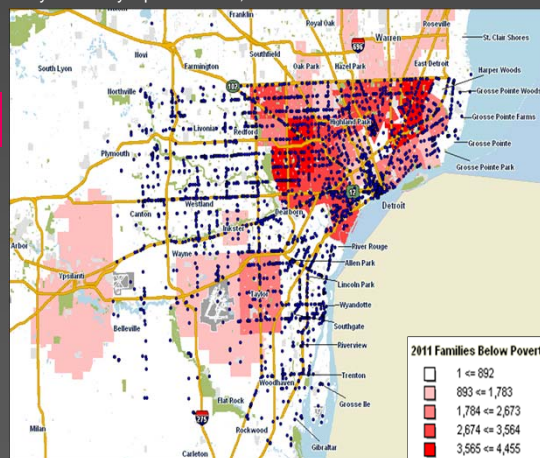 Franklin
Royal Oak
Roseville
Warren
696
St. Clair Shores
Novi
Farmington
Southfield
South Lyon
Oak Park
Hazel Park
East Detroit
Harper Woods
Northville
102
Grosse Pointe Woods
Highland Park
Grosse Pointe Farms
Livonia
Redford
Plymouth
Grosse Pointe
Grosse Pointe Park
Westland
Canton
Dearborn
Detroit
Inkster
Arbor
Wayne
River Rouge
Ypsilanti
Allen Park
Lincoln Park
Taylor
Wyandotte
Belleville
Southgate
Riverview
2011 Families Below Povert
1 <= 892
893 <= 1,783
1,784 <= 2,673
2,674 <= 3,564
3,565 <= 4,455
Trenton
Woodhaven
Grosse Ile
Flat Rock
275
Milan
Rockwood
Gibraltar
Carleton